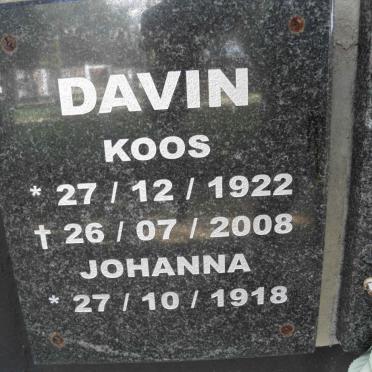 DAVIN
KOOS
* 27 / 12 / 1922
† 26 / 07 / 2008
JOHANNA
* 27 / 10 / 1918